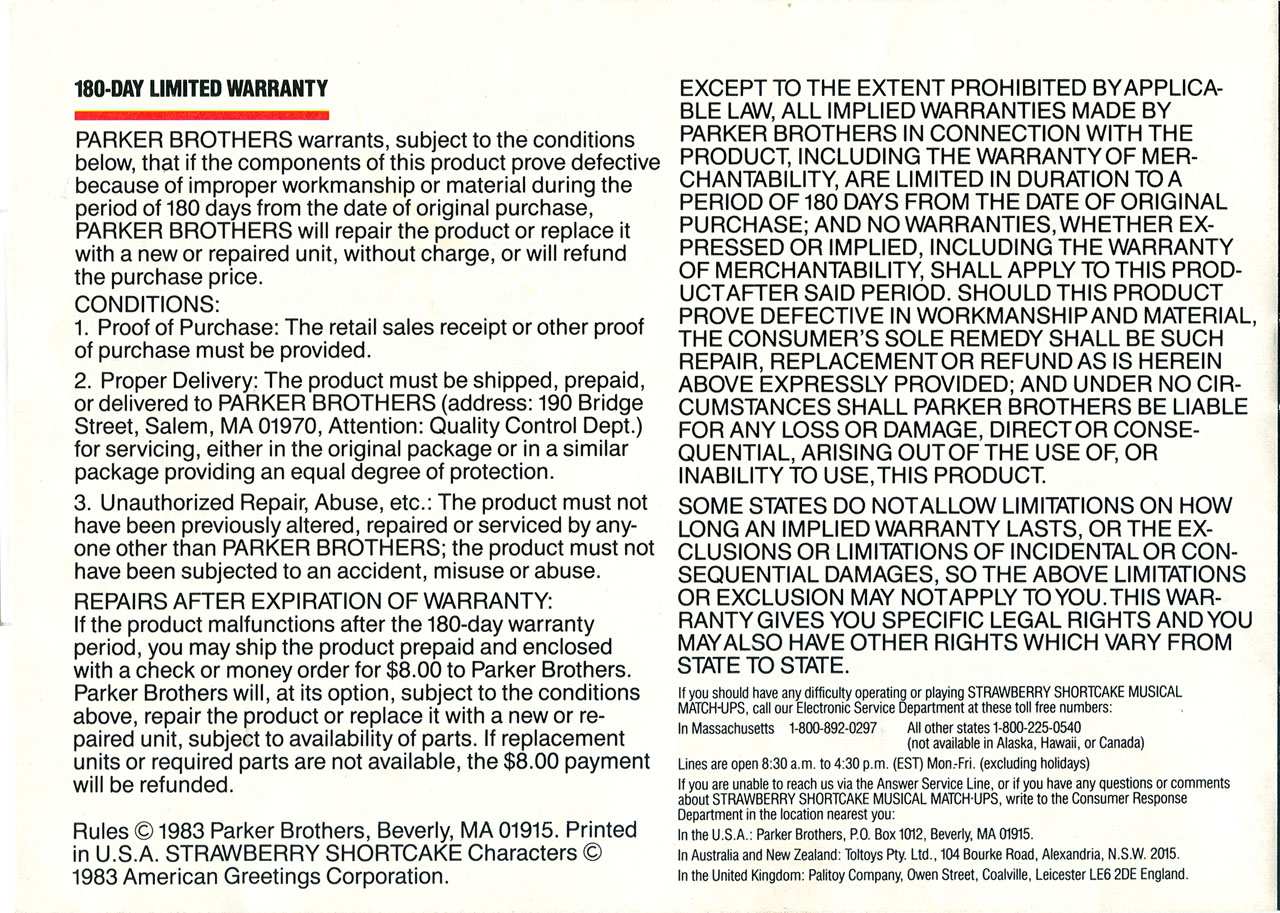 180-DAY LIMITED WARRANTY
PARKER BROTHERS warrants, subject to the conditions
below, that if the components of this product prove defective
because of improper workmanship or material during the
period of 180 days from the date of original purchase,
PARKER BROTHERS will repair the product or replace it
with a new or repaired unit, without charge, or will refund
the purchase price.
CONDITIONS:
1. Proof of Purchase: The retail sales receipt or other proof
of purchase must be provided.
2. Proper Delivery: The product must be shipped, prepaid,
or delivered to PARKER BROTHERS (address: 190 Bridge
Street, Salem, MA 01970, Attention: Quality Control Dept.)
for servicing, either in the original package or in a similar
package providing an equal degree of protection.
3. Unauthorized Repair, Abuse, etc.: The product must not
have been previously altered, repaired or serviced by any-
one other than PARKER BROTHERS; the product must not
have been subjected to an accident, misuse or abuse.
REPAIRS AFTER EXPIRATION OF WARRANTY:
If the product malfunctions after the 180-day warranty
period, you may ship the product prepaid and enclosed
with a check or money order for $8.00 to Parker Brothers.
Parker Brothers will, at its option, subject to the conditions
above, repair the product or replace it with a new or re-
paired unit, subject to availability of parts. If replacement
units or required parts are not available, the $8.00 payment
will be refunded.
Rules © 1983 Parker Brothers, Beverly, MA 01915. Printed
in U.S.A. STRAWBERRY SHORTCAKE Characters ©
1983 American Greetings Corporation.
EXCEPT TO THE EXTENT PROHIBITED BY APPLICA-
BLE LAW, ALL IMPLIED WARRANTIES MADE BY
PARKER BROTHERS IN CONNECTION WITH THE
PRODUCT, INCLUDING THE WARRANTY OF MER-
CHANTABILITY, ARE LIMITED IN DURATION TO A
PERIOD OF 180 DAYS FROM THE DATE OF ORIGINAL
PURCHASE; AND NO WARRANTIES, WHETHER EX-
PRESSED OR IMPLIED, INCLUDING THE WARRANTY
OF MERCHANTABILITY, SHALL APPLY TO THIS PROD-
UCT AFTER SAID PERIOD. SHOULD THIS PRODUCT
PROVE DEFECTIVE IN WORKMANSHIP AND MATERIAL,
THE CONSUMER'S SOLE REMEDY SHALL BE SUCH
REPAIR, REPLACEMENT OR REFUND AS IS HEREIN
ABOVE EXPRESSLY PROVIDED; AND UNDER NO CIR-
CUMSTANCES SHALL PARKER BROTHERS BE LIABLE
FOR ANY LOSS OR DAMAGE, DIRECT OR CONSE-
QUENTIAL, ARISING OUT OF THE USE OF, OR
INABILITY TO USE, THIS PRODUCT.
SOME STATES DO NOT ALLOW LIMITATIONS ON HOW
LONG AN IMPLIED WARRANTY LASTS, OR THE EX-
CLUSIONS OR LIMITATIONS OF INCIDENTAL OR CON-
SEQUENTIAL DAMAGES, SO THE ABOVE LIMITATIONS
OR EXCLUSION MAY NOT APPLY TO YOU. THIS WAR-
RANTY GIVES YOU SPECIFIC LEGAL RIGHTS AND YOU
MAY ALSO HAVE OTHER RIGHTS WHICH VARY FROM
STATE TO STATE.
If you should have any difficulty operating or playing STRAWBERRY SHORTCAKE MUSICAL
MATCH-UPS, call our Electronic Service Department at these toll free numbers:
In Massachusetts 1-800-892-0297 All other states 1-800-225-0540
(not available in Alaska, Hawaii, or Canada)
Lines are open 8:30 a.m. to 4:30 p.m. (EST) Mon.-Fri. (excluding holidays)
If you are unable to reach us via the Answer Service Line, or if you have any questions or comments
about STRAWBERRY SHORTCAKE MUSICAL MATCH-UPS, write to the Consumer Response
Department in the location nearest you:
In the U.S.A.: Parker Brothers, P.O. Box 1012, Beverly, MA 01915.
In Australia and New Zealand: Toltoys Pty. Ltd., 104 Bourke Road, Alexandria, N.S.W. 2015.
In the United Kingdom: Palitoy Company, Owen Street, Coalville, Leicester LE6 2DE England.